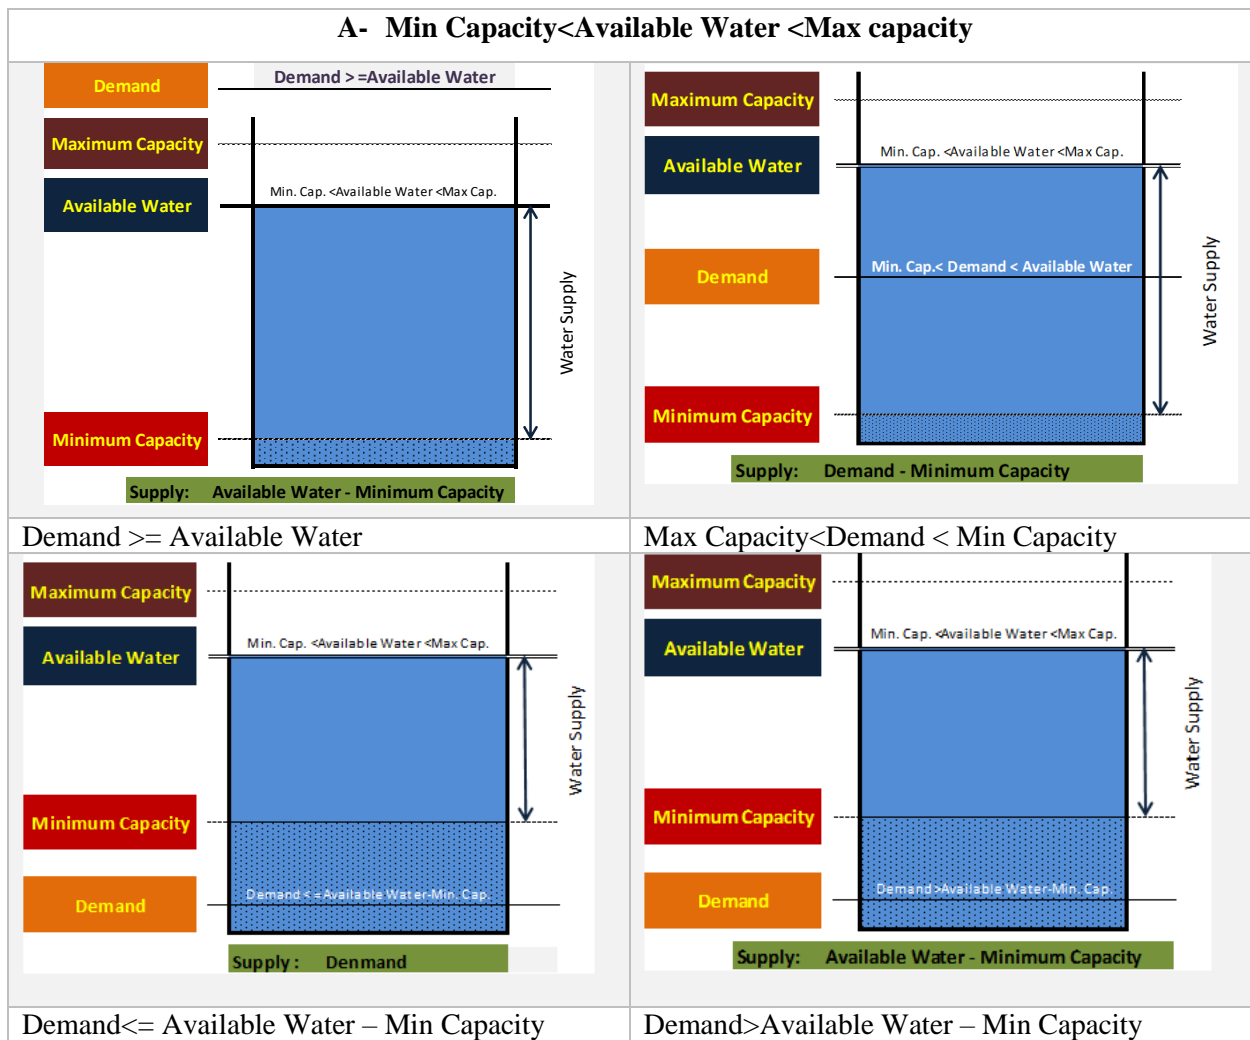 A- Min Capacity<Available Water <Max capacity
Demand
Demand > =Available Water
Maximum Capacity
Available Water
Min. Cap. <Available Water <Max Cap.
Water Supply
Minimum Capacity
Supply: Available Water - Minimum Capacity
Demand >= Available Water
Maximum Capacity
Min. Cap. <Available Water <Max Cap.
Available Water
Demand
Min. Cap.< Demand < Available Water
Water Supply
Minimum Capacity
Supply: Demand - Minimum Capacity
Max Capacity<Demand < Min Capacity
Maximum Capacity
Min. Cap. <Available Water <Max Cap.
Available Water
Water Supply
Minimum Capacity
Demand < = Available Water-Min. Cap.
Demand
Supply : Denmand
Demand<= Available Water – Min Capacity
Maximum Capacity
Min. Cap. <Available Water <Max Cap.
Available Water
Water Supply
Minimum Capacity
Demand >Available Water-Min. Cap.
Demand
Supply: Available Water - Minimum Capacity
Demand>Available Water – Min Capacity